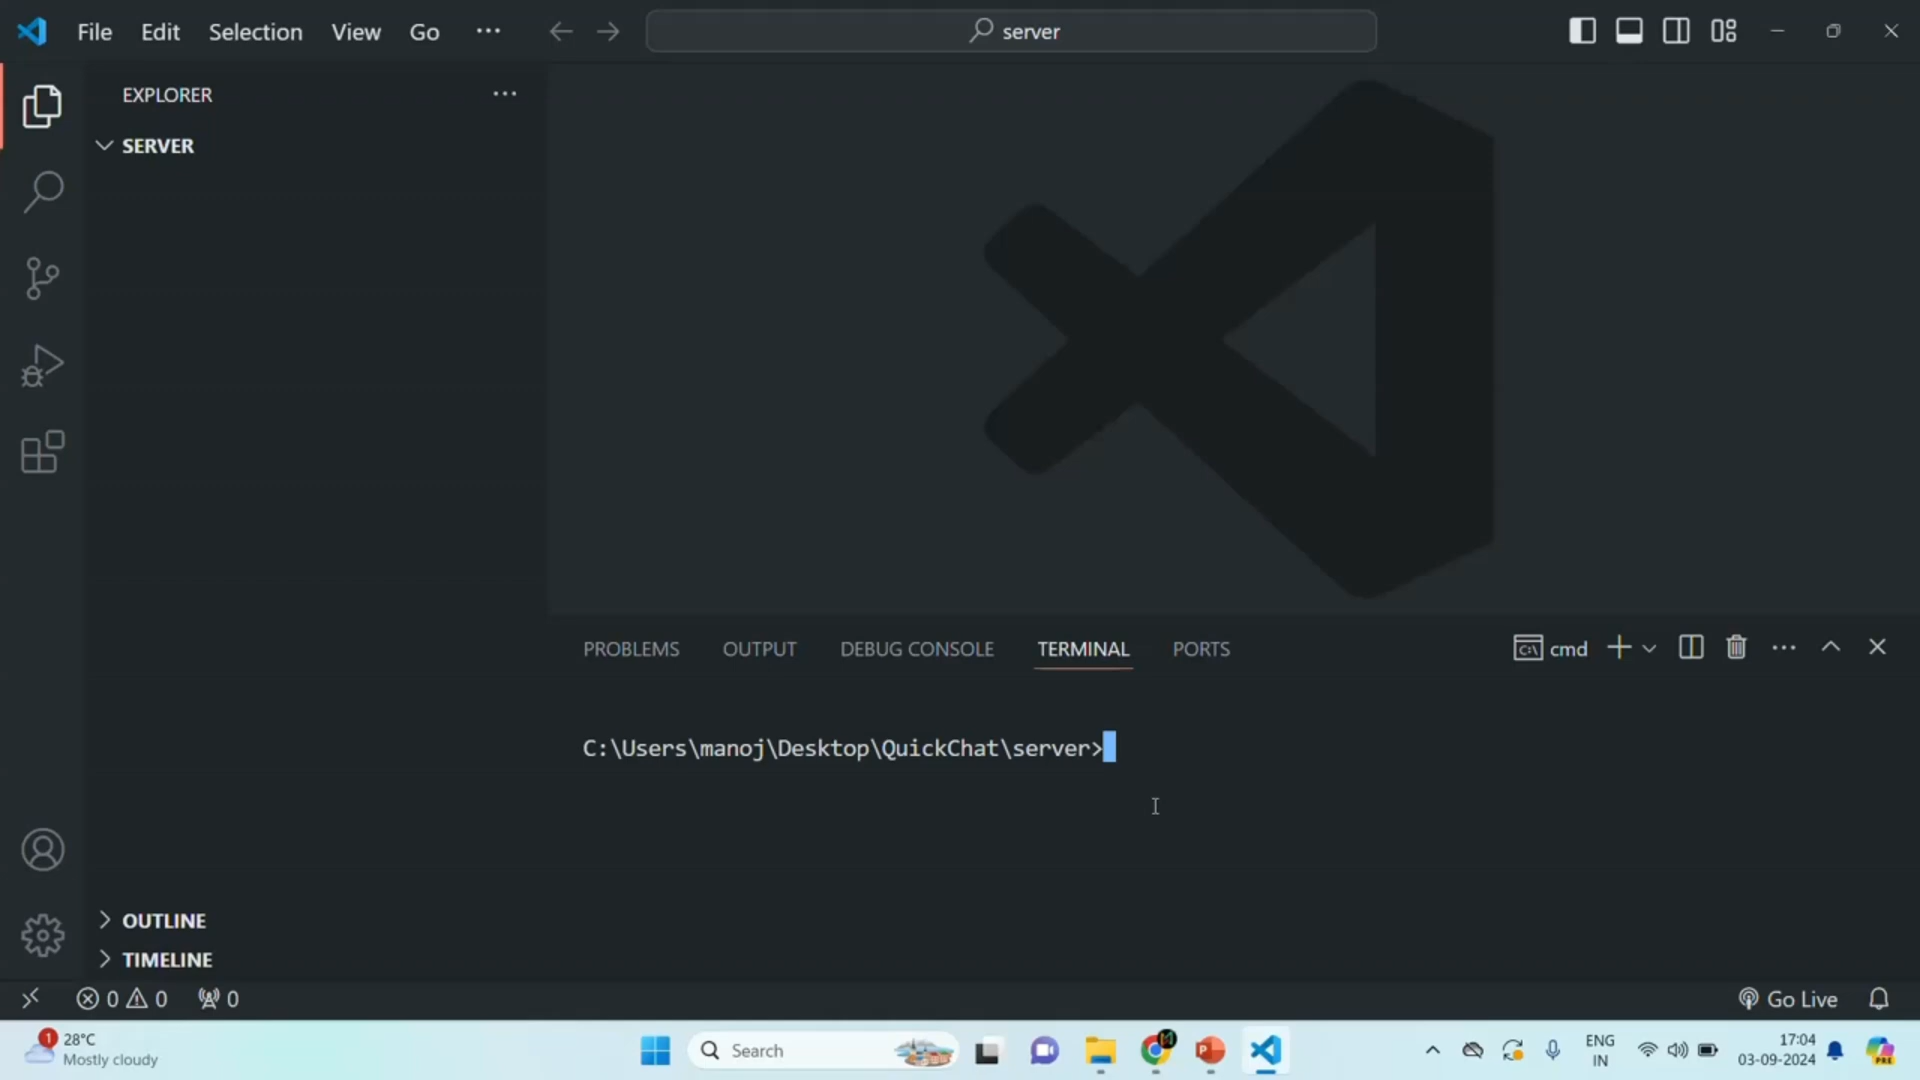 File Edit Selection View Go ···
server
EXPLORER ···
SERVER
PROBLEMS OUTPUT DEBUG CONSOLE TERMINAL PORTS
cmd
C:\Users\manoj\Desktop\QuickChat\server>
OUTLINE
TIMELINE
0 0 0
Go Live
1
28°C
Mostly cloudy
Search
ENG
IN
17:04
03-09-2024
PRE